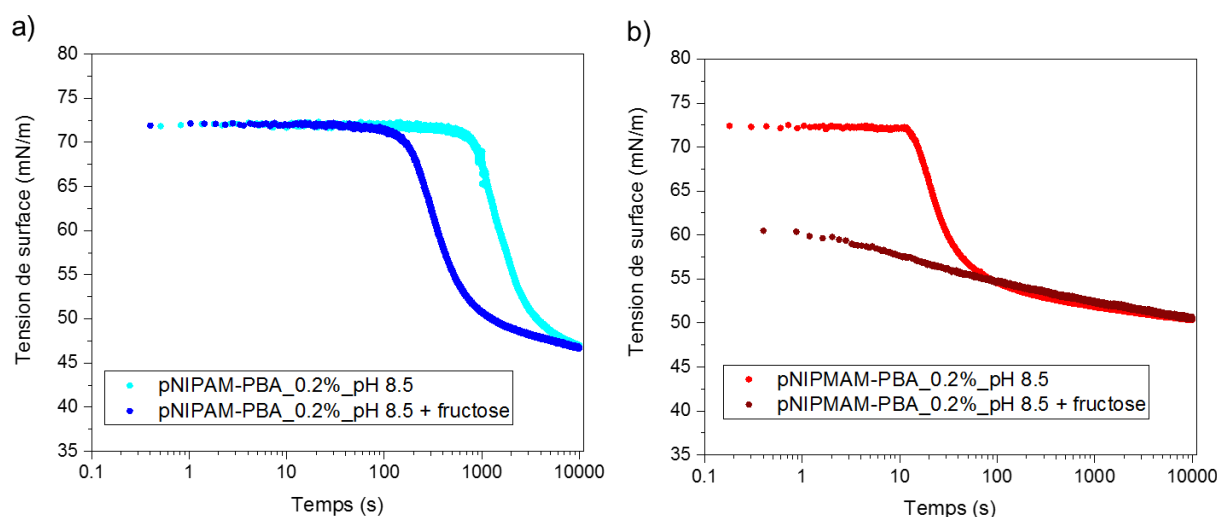 a)
80
75
70
65
60
55
50
45
40
35
Tension de surface (mN/m)
pNIPAM-PBA_0.2%_pH 8.5
pNIPAM-PBA_0.2%_pH 8.5 + fructose
0.1 1 10 100 1000 10000
Temps (s)
b)
80
75
70
65
60
55
50
45
40
35
Tension de surface (mN/m)
pNIPMAM-PBA_0.2%_pH 8.5
pNIPMAM-PBA_0.2%_pH 8.5 + fructose
0.1 1 10 100 1000 10000
Temps (s)